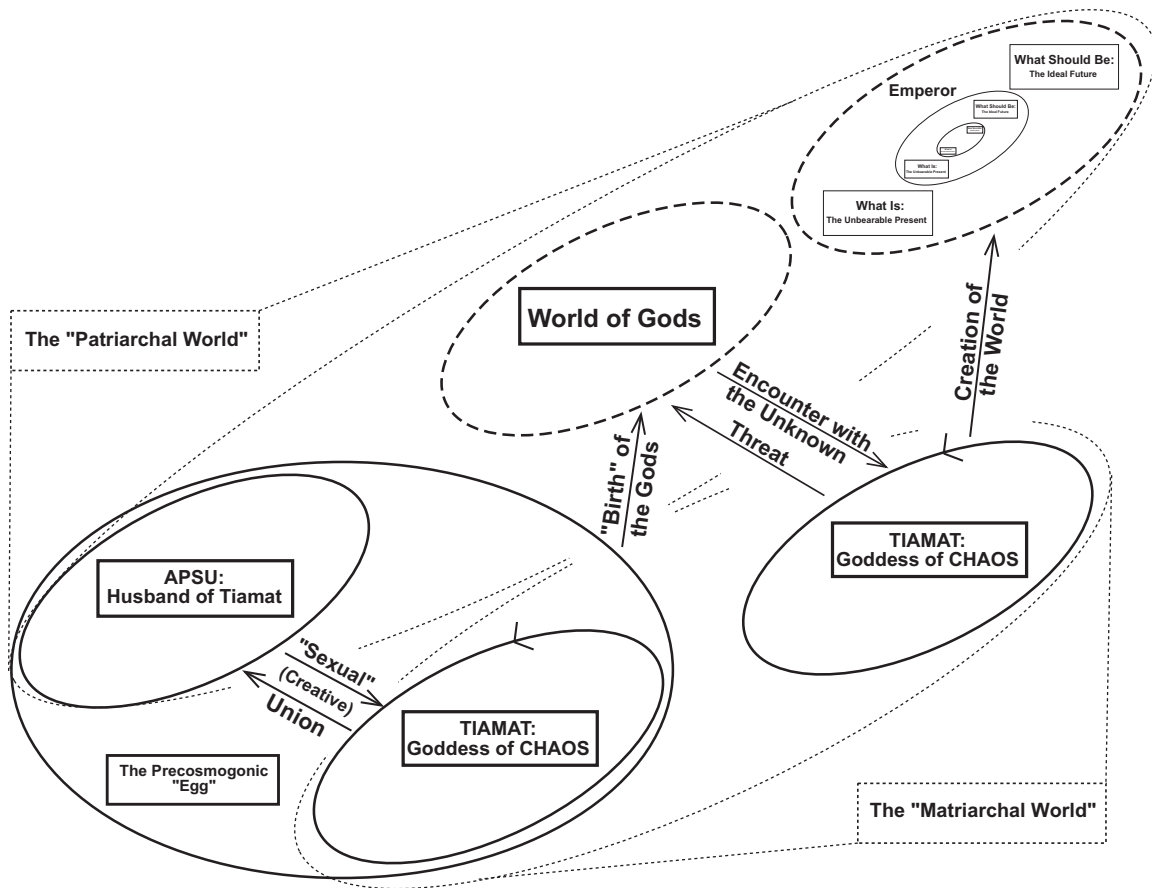 What Should Be:
The Ideal Future
Emperor
What Should Be:
The Ideal Future
What Is:
The Unbearable Present
What Is:
The Unbearable Present
World of Gods
The "Patriarchal World"
Creation of
the World
Encounter with
the Unknown
Threat
"Birth" of
the Gods
TIAMAT:
Goddess of CHAOS
APSU:
Husband of Tiamat
"Sexual"
(Creative)
Union
TIAMAT:
Goddess of CHAOS
The Precosmogonic
"Egg"
The "Matriarchal World"